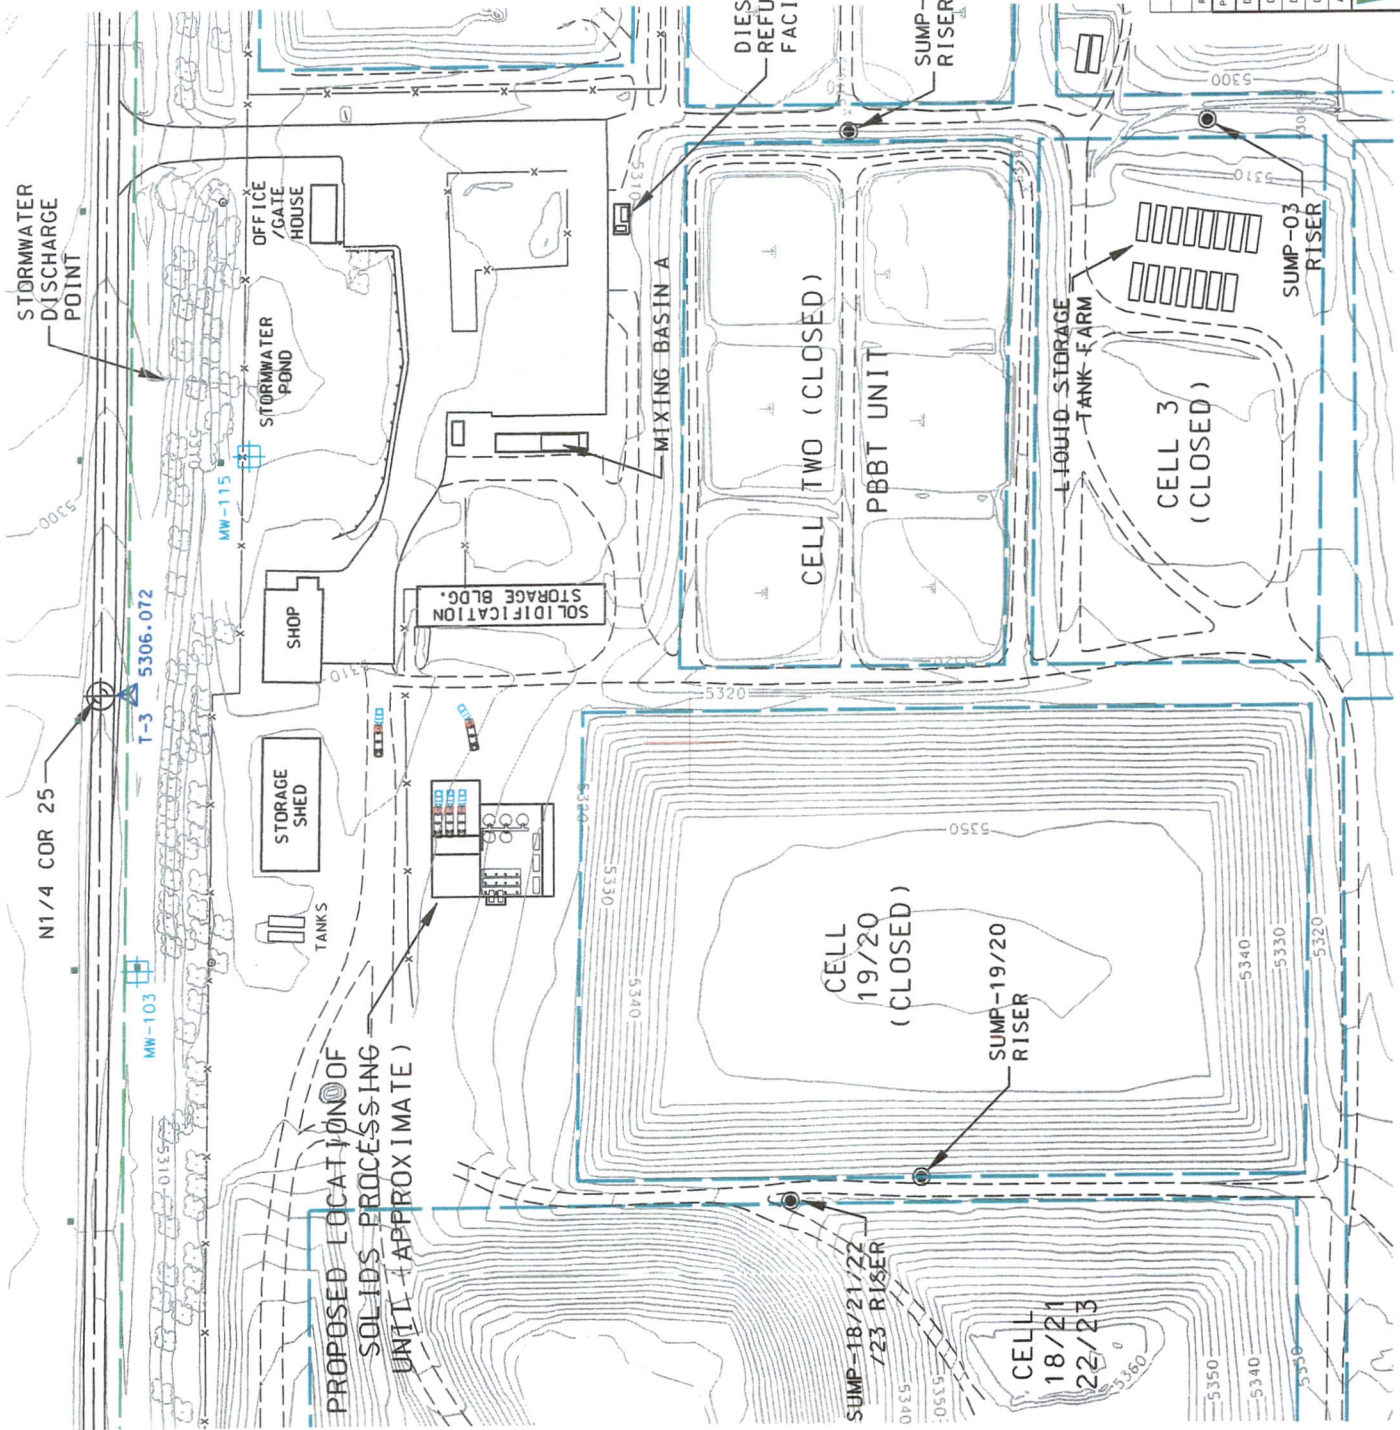 STORMWATER
DISCHARGE
POINT
N1/4 COR 25
T-3 5306.072
MW-103
MW-115
5300
5310
OFFICE
/GATE
HOUSE
STORMWATER
POND
SHOP
STORAGE
SHED
TANKS
5310
SOLIDIFICATION
STORAGE BLDG.
MIXING BASIN A
5310
SUMP-
RISER
5300
PROPOSED LOCATION OF
SOLIDS PROCESSING
UNIT (APPROXIMATE)
5320
CELL TWO (CLOSED)
PBBT UNIT
LIQUID STORAGE
TANK FARM
5310
SUMP-03
RISER
CELL 3
(CLOSED)
5320
5330
5340
5350
CELL
19/20
(CLOSED)
SUMP-19/20
RISER
5340
5330
5320
SUMP-18/21/22
/23 RISER
CELL
18/21
22/23
5340
5350
5360
5350
5340